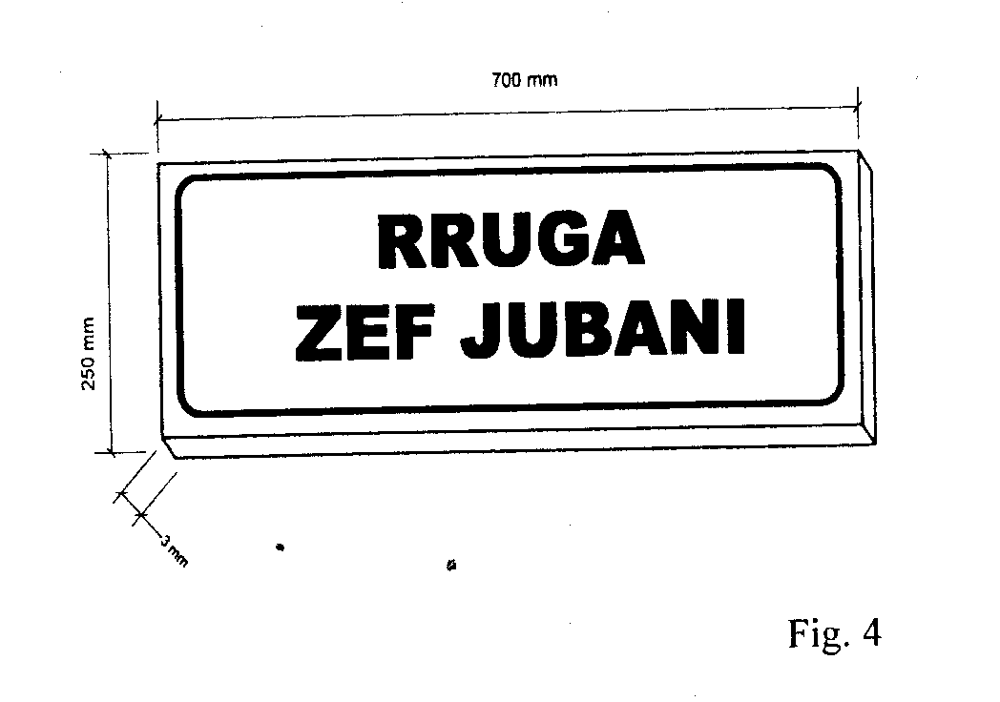 700 mm
RRUGA
ZEF JUBANI
250 mm
3 mm
Fig. 4